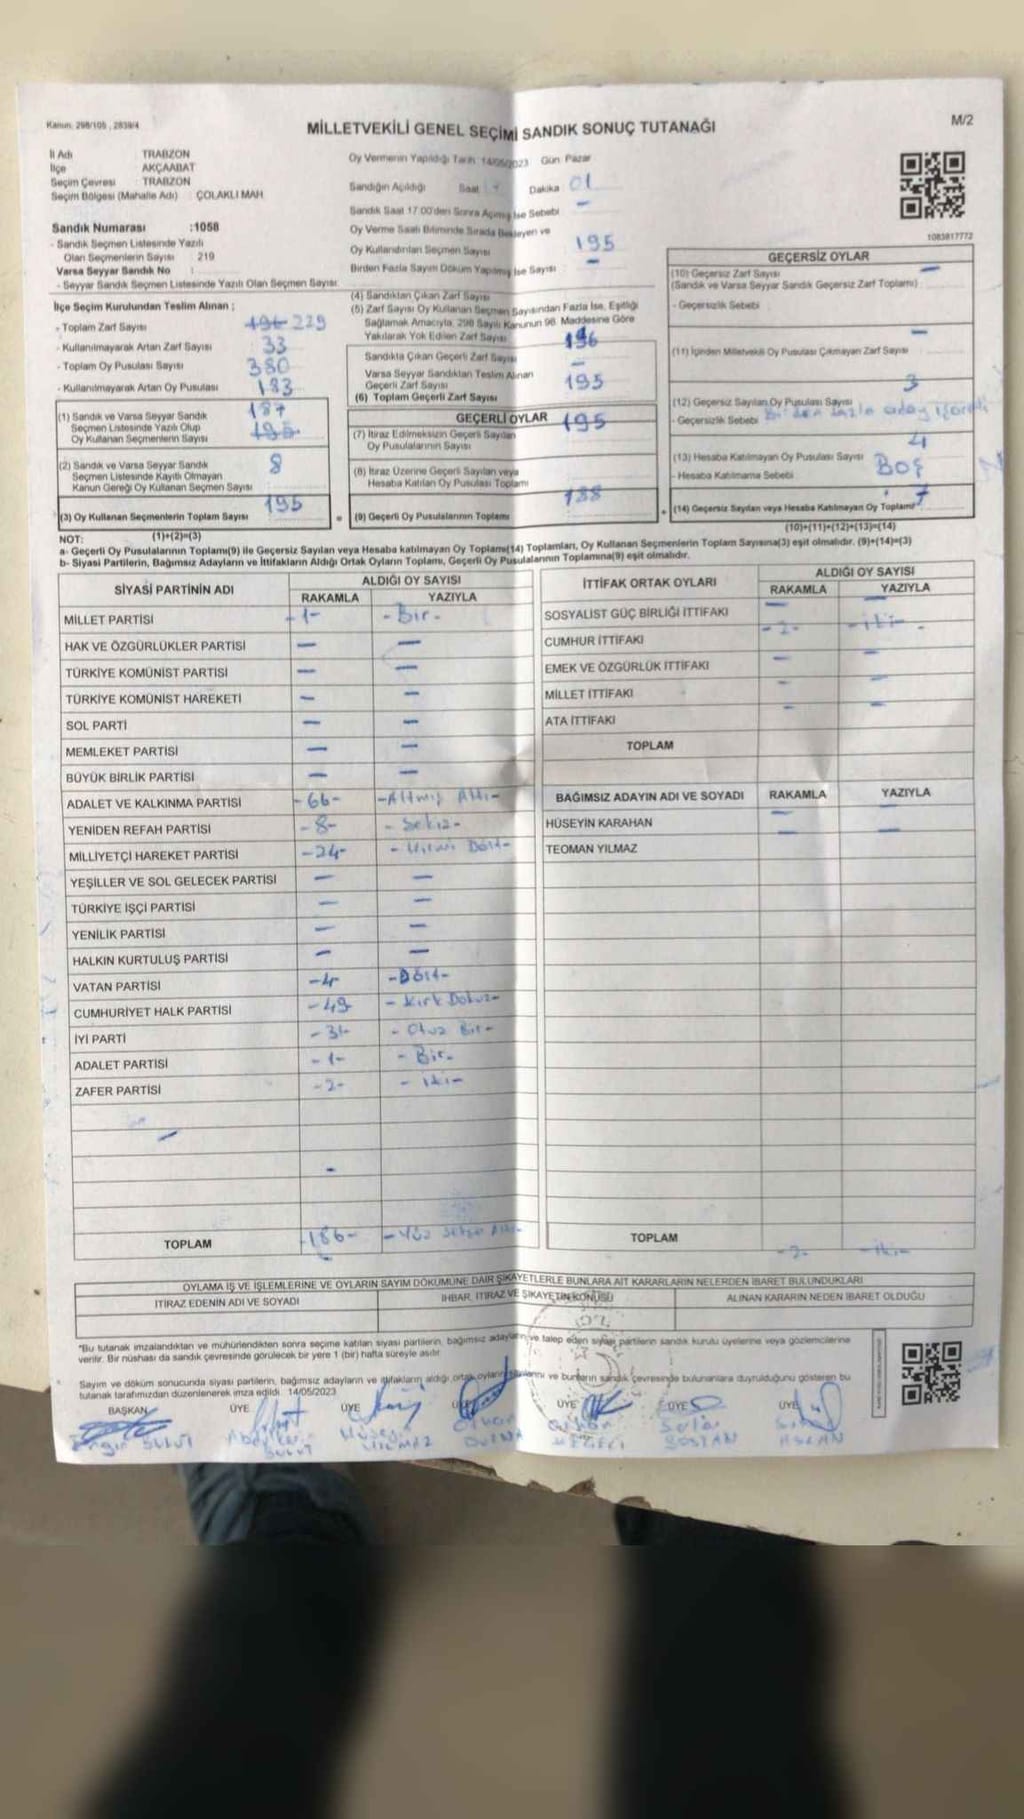 Kanun: 298/105 , 2839/4
MİLLETVEKİLİ GENEL SEÇİMİ SANDIK SONUÇ TUTANAĞI
M/2
İl Adı TRABZON
İlçe AKÇAABAT
Seçim Çevresi : TRABZON
Seçim Bölgesi (Mahalle Adı) : ÇOLAKLI MAH
Oy Vermenin Yapıldığı Tarih: 14/05/2023 Gün: Pazar
Sandığın Açıldığı Saat Dakika 01
Sandık Saat 17.00'den Sonra Açılmış İse Sebebi -
Oy Verme Saati Bitiminde Sırada Bekleyen ve
Oy Kullandırılan Seçmen Sayısı 195
Birden Fazla Sayım Döküm Yapılmış İse Sayısı -
1083817772
Sandık Numarası :1058
- Sandık Seçmen Listesinde Yazılı
Olan Seçmenlerin Sayısı 219
Varsa Seyyar Sandık No :
- Seyyar Sandık Seçmen Listesinde Yazılı Olan Seçmen Sayısı:
İlçe Seçim Kurulundan Teslim Alınan ;
- Toplam Zarf Sayısı 229
- Kullanılmayarak Artan Zarf Sayısı 33
- Toplam Oy Pusulası Sayısı 380
- Kullanılmayarak Artan Oy Pusulası 183
(1) Sandık ve Varsa Seyyar Sandık 187
Seçmen Listesinde Yazılı Olup 195
Oy Kullanan Seçmenlerin Sayısı
(2) Sandık ve Varsa Seyyar Sandık 8
Seçmen Listesinde Kayıtlı Olmayan
Kanun Gereği Oy Kullanan Seçmen Sayısı
(3) Oy Kullanan Seçmenlerin Toplam Sayısı 195
(1)+(2)=(3)
(4) Sandıktan Çıkan Zarf Sayısı
(5) Zarf Sayısı Oy Kullanan Seçmen Sayısından Fazla İse, Eşitliği
Sağlamak Amacıyla, 298 Sayılı Kanunun 98. Maddesine Göre
Yakılarak Yok Edilen Zarf Sayısı 196
Sandıkta Çıkan Geçerli Zarf Sayısı -
Varsa Seyyar Sandıktan Teslim Alınan
Geçerli Zarf Sayısı 195
(6) Toplam Geçerli Zarf Sayısı
GEÇERLİ OYLAR 195
(7) İtiraz Edilmeksizin Geçerli Sayılan
Oy Pusulalarının Sayısı
(8) İtiraz Üzerine Geçerli Sayılan veya
Hesaba Katılan Oy Pusulası Toplamı 188
(9) Geçerli Oy Pusulalarının Toplamı
GEÇERSİZ OYLAR
(10) Geçersiz Zarf Sayısı -
(Sandık ve Varsa Seyyar Sandık Geçersiz Zarf Toplamı)
- Geçersizlik Sebebi
-
(11) İçinden Milletvekili Oy Pusulası Çıkmayan Zarf Sayısı
3
(12) Geçersiz Sayılan Oy Pusulası Sayısı
- Geçersizlik Sebebi Birden fazla
4
(13) Hesaba Katılmayan Oy Pusulası Sayısı
- Hesaba Katılmama Sebebi BOŞ
(14) Geçersiz Sayılan veya Hesaba Katılmayan Oy Toplamı 7
(10)+(11)+(12)+(13)=(14)
NOT:
a- Geçerli Oy Pusulalarının Toplamı(9) ile Geçersiz Sayılan veya Hesaba katılmayan Oy Toplamı(14) Toplamları, Oy Kullanan Seçmenlerin Toplam Sayısına(3) eşit olmalıdır. (9)+(14)=(3)
b- Siyasi Partilerin, Bağımsız Adayların ve İttifakların Aldığı Ortak Oyların Toplamı, Geçerli Oy Pusulalarının Toplamına(9) eşit olmalıdır.
SİYASİ PARTİNİN ADI ALDIĞI OY SAYISI
RAKAMLA YAZIYLA
MİLLET PARTİSİ -1- -Bir-
HAK VE ÖZGÜRLÜKLER PARTİSİ - -
TÜRKİYE KOMÜNİST PARTİSİ - -
TÜRKİYE KOMÜNİST HAREKETİ - -
SOL PARTİ - -
MEMLEKET PARTİSİ - -
BÜYÜK BİRLİK PARTİSİ - -
ADALET VE KALKINMA PARTİSİ -66- -Altmış Altı-
YENİDEN REFAH PARTİSİ -8- -Sekiz-
MİLLİYETÇİ HAREKET PARTİSİ -24- -Yirmi Dört-
YEŞİLLER VE SOL GELECEK PARTİSİ - -
TÜRKİYE İŞÇİ PARTİSİ - -
YENİLİK PARTİSİ - -
HALKIN KURTULUŞ PARTİSİ - -
VATAN PARTİSİ -4- -Dört-
CUMHURİYET HALK PARTİSİ -49- -Kırk Dokuz-
İYİ PARTİ -31- -Otuz Bir-
ADALET PARTİSİ -1- -Bir-
ZAFER PARTİSİ -2- -iki-
TOPLAM -186- -Yüz Seksen Altı-
İTTİFAK ORTAK OYLARI ALDIĞI OY SAYISI
RAKAMLA YAZIYLA
SOSYALİST GÜÇ BİRLİĞİ İTTİFAKI - -
CUMHUR İTTİFAKI -2- -iki-
EMEK VE ÖZGÜRLÜK İTTİFAKI - -
MİLLET İTTİFAKI - -
ATA İTTİFAKI - -
TOPLAM
BAĞIMSIZ ADAYIN ADI VE SOYADI RAKAMLA YAZIYLA
HÜSEYİN KARAHAN - -
TEOMAN YILMAZ - -
TOPLAM -2- -iki-
OYLAMA İŞ VE İŞLEMLERİNE VE OYLARIN SAYIM DÖKÜMÜNE DAİR ŞİKAYETLERLE BUNLARA AİT KARARLARIN NELERDEN İBARET BULUNDUKLARI
İTİRAZ EDENİN ADI VE SOYADI İHBAR, İTİRAZ VE ŞİKAYETİN KONUSU ALINAN KARARIN NEDEN İBARET OLDUĞU
*Bu tutanak imzalandıktan ve mühürlendikten sonra seçime katılan siyasi partilerin, bağımsız adayların ve talep eden siyasi partilerin sandık kurulu üyelerine veya gözlemcilerine
verilir. Bir nüshası da sandık çevresinde görülecek bir yere 1 (bir) hafta süreyle asılır.
Sayım ve döküm sonucunda siyasi partilerin, bağımsız adayların ve ittifakların aldığı ortak oyların sayılarını ve bunların sandık çevresinde bulunanlara duyrulduğunu gösteren bu
tutanak tarafımızdan düzenlenerek imza edildi. 14/05/2023
BAŞKAN ÜYE ÜYE ÜYE ÜYE ÜYE ÜYE
Engin BULUT Hüseyin YILMAZ Orhan Selar BOSTAN ASLAN